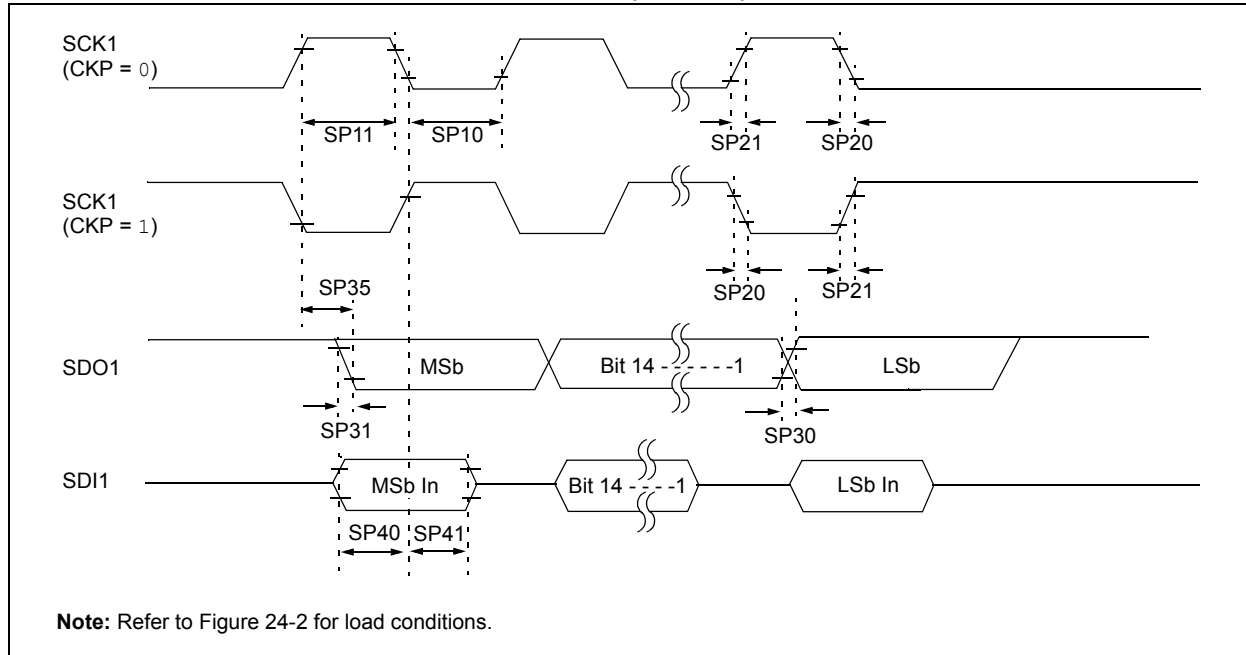 SCK1
(CKP = 0)
SP11
SP10
SP21
SP20
SCK1
(CKP = 1)
SP35
SP20
SP21
SDO1
MSb
Bit 14 - - - - - -1
LSb
SP31
SP30
SDI1
MSb In
Bit 14 - - - -1
LSb In
SP40
SP41
Note: Refer to Figure 24-2 for load conditions.